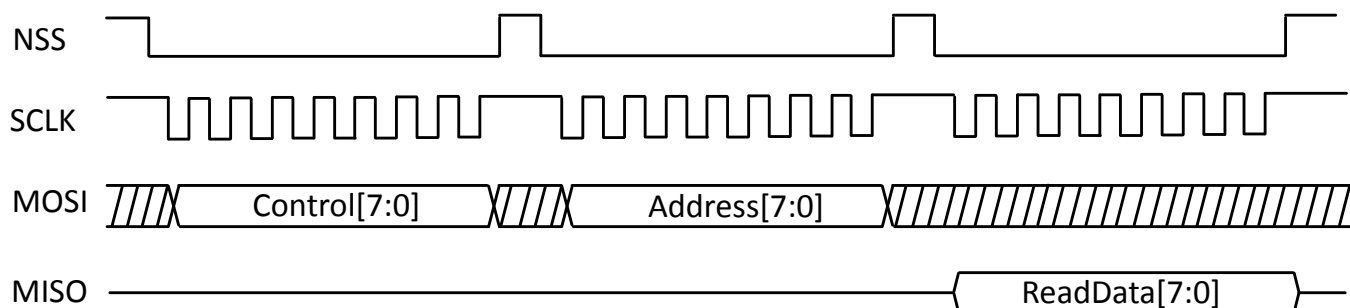 NSS
SCLK
MOSI Control[7:0] Address[7:0]
MISO ReadData[7:0]